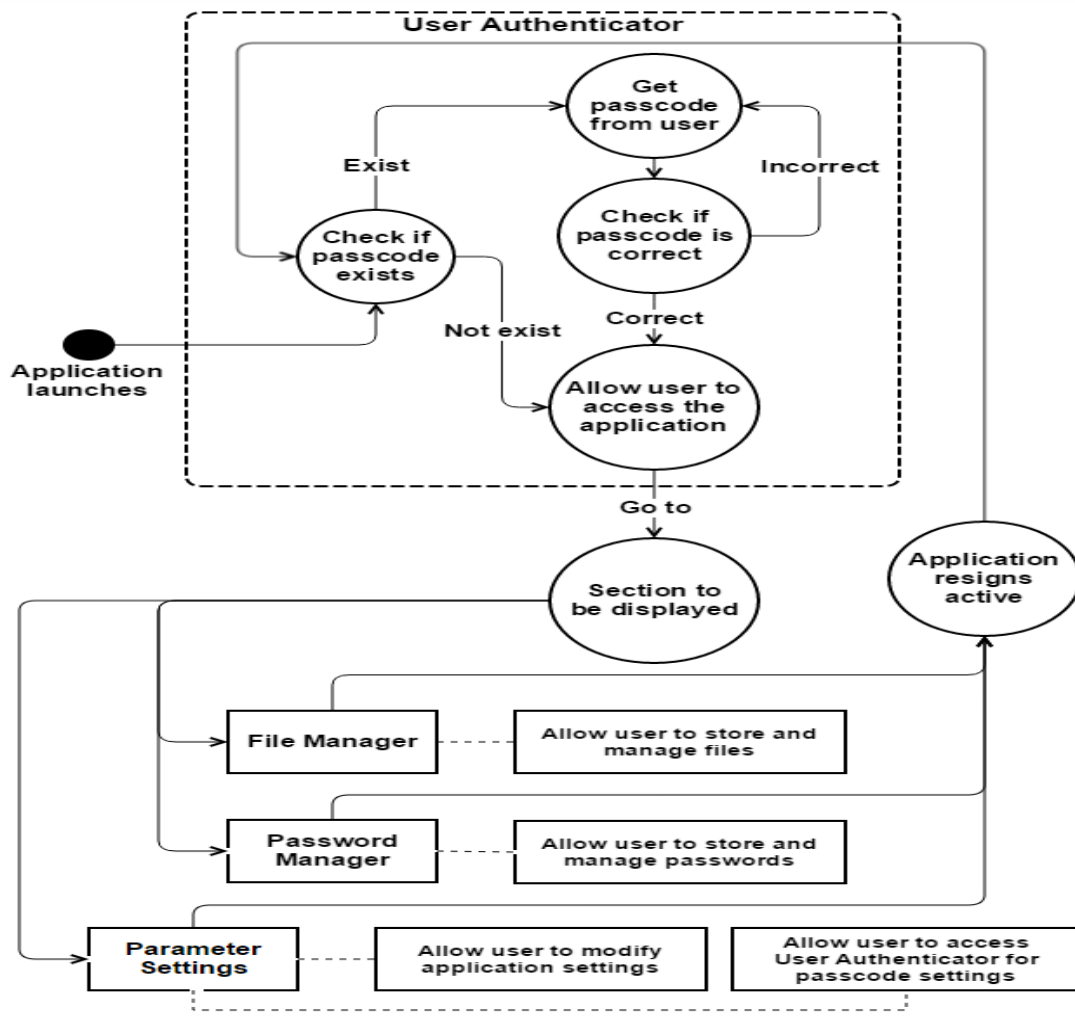 User Authenticator
Get
passcode
from user
Exist
Incorrect
Check if
passcode
exists
Check if
passcode is
correct
Not exist
Correct
Application
launches
Allow user to
access the
application
Go to
Section to
be displayed
Application
resigns
active
File Manager
Allow user to store and
manage files
Password
Manager
Allow user to store and
manage passwords
Parameter
Settings
Allow user to modify
application settings
Allow user to access
User Authenticator for
passcode settings